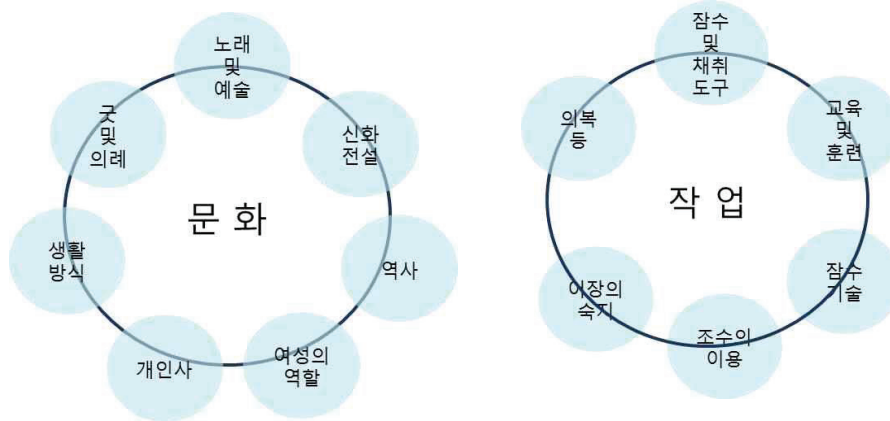 노래
및
예술
신화
전설
역사
여성의
역할
개인사
생활
방식
굿
및
의례
문 화
잠수
및
채취
도구
교육
및
훈련
잠수
기술
조수의
이용
어장의
숙지
의복
등
작 업